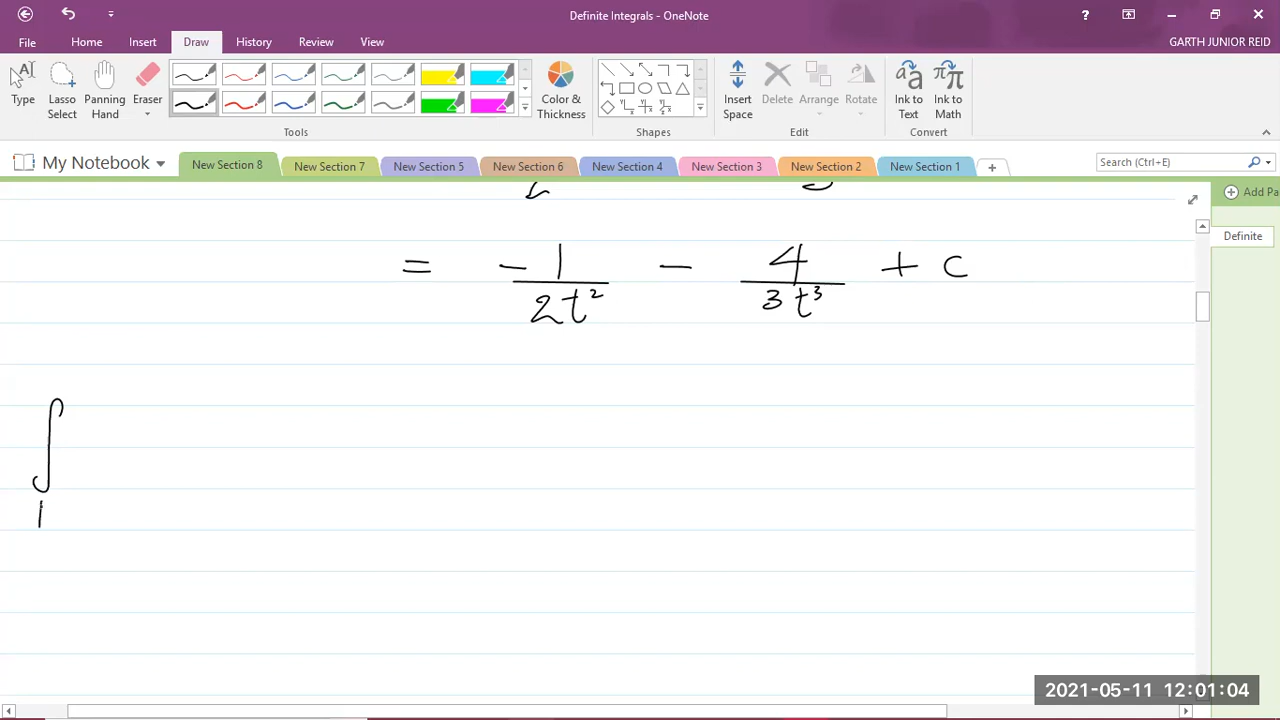 Definite Integrals - OneNote
GARTH JUNIOR REID
File Home Insert Draw History Review View
Type Lasso Select Panning Hand Eraser Color & Thickness Insert Space Delete Arrange Rotate Ink to Text Ink to Math
Tools Shapes Edit Convert
My Notebook New Section 8 New Section 7 New Section 5 New Section 6 New Section 4 New Section 3 New Section 2 New Section 1 Search (Ctrl+E)
Add Pa
Definite
= -1/2t² - 4/3t³ + c
∫
1
2021-05-11 12:01:04